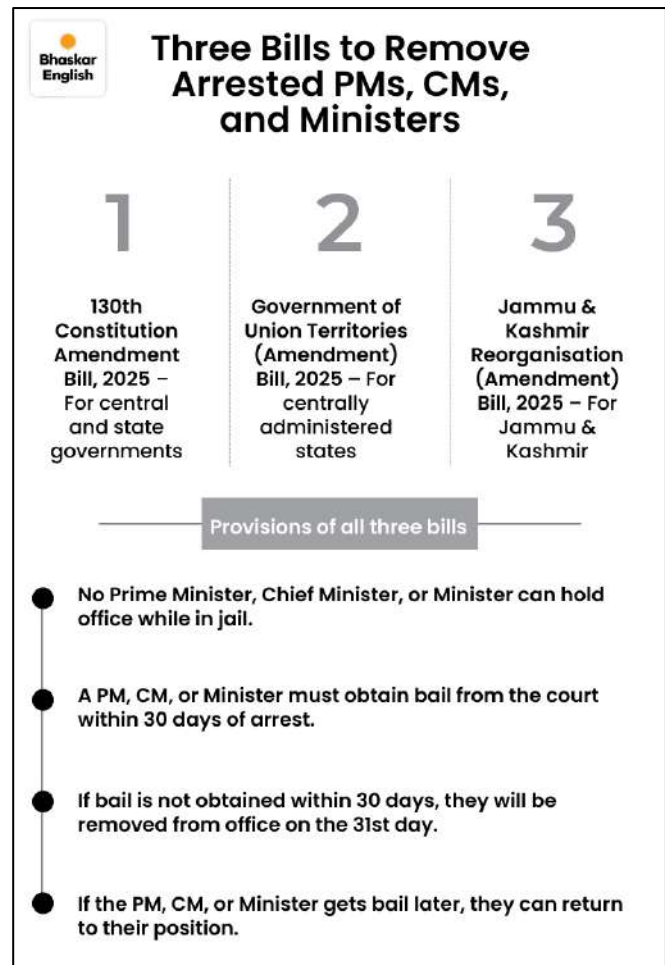 Bhaskar
English
Three Bills to Remove
Arrested PMs, CMs,
and Ministers
1
130th
Constitution
Amendment
Bill, 2025 –
For central
and state
governments
2
Government of
Union Territories
(Amendment)
Bill, 2025 – For
centrally
administered
states
3
Jammu &
Kashmir
Reorganisation
(Amendment)
Bill, 2025 – For
Jammu &
Kashmir
Provisions of all three bills
No Prime Minister, Chief Minister, or Minister can hold
office while in jail.
A PM, CM, or Minister must obtain bail from the court
within 30 days of arrest.
If bail is not obtained within 30 days, they will be
removed from office on the 31st day.
If the PM, CM, or Minister gets bail later, they can return
to their position.